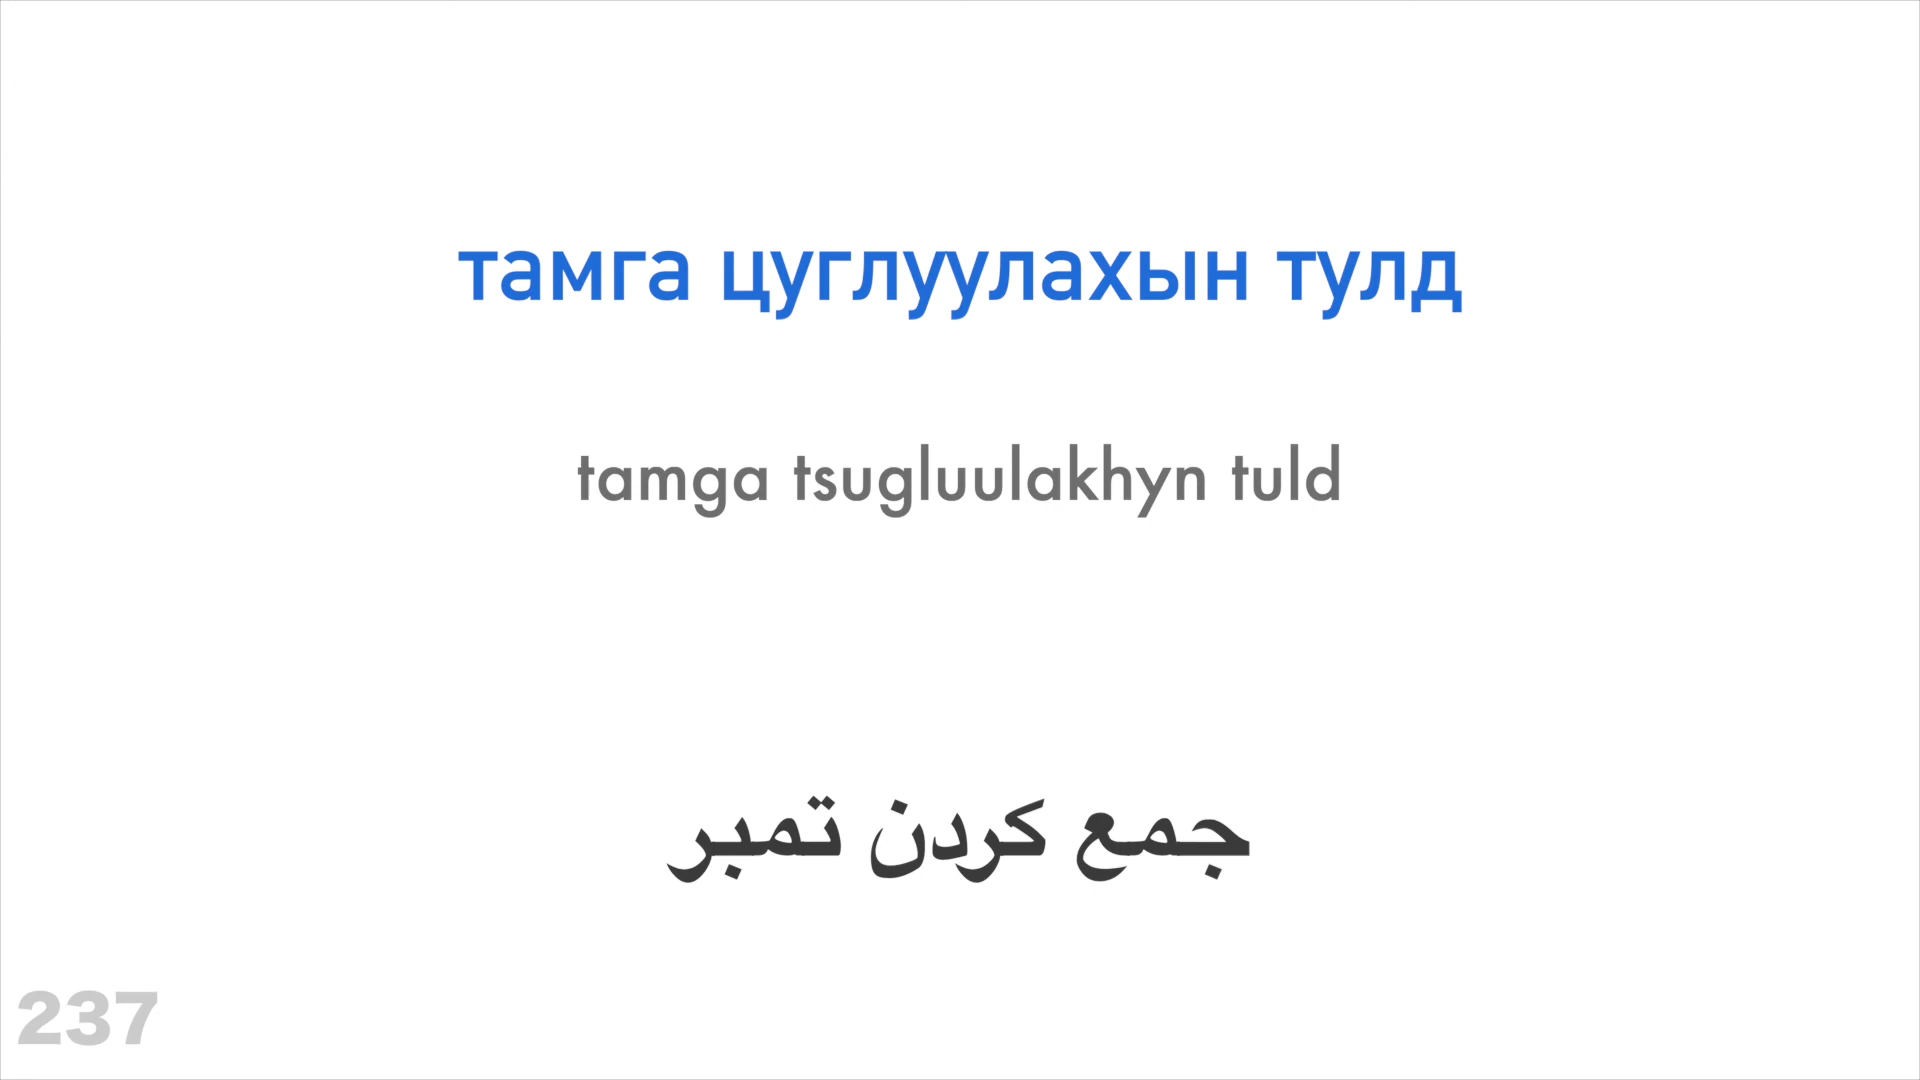 тамга цуглуулахын тулд
tamga tsugluulakhyn tuld
جمع کردن تمبر
237